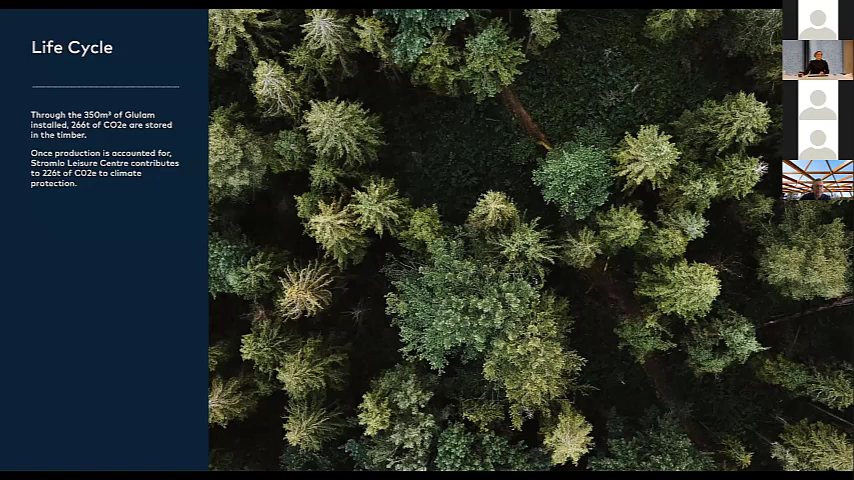 Life Cycle
Through the 350m³ of Glulam
installed, 266t of CO2e are stored
in the timber.
Once production is accounted for,
Stromlo Leisure Centre contributes
to 226t of CO2e to climate
protection.